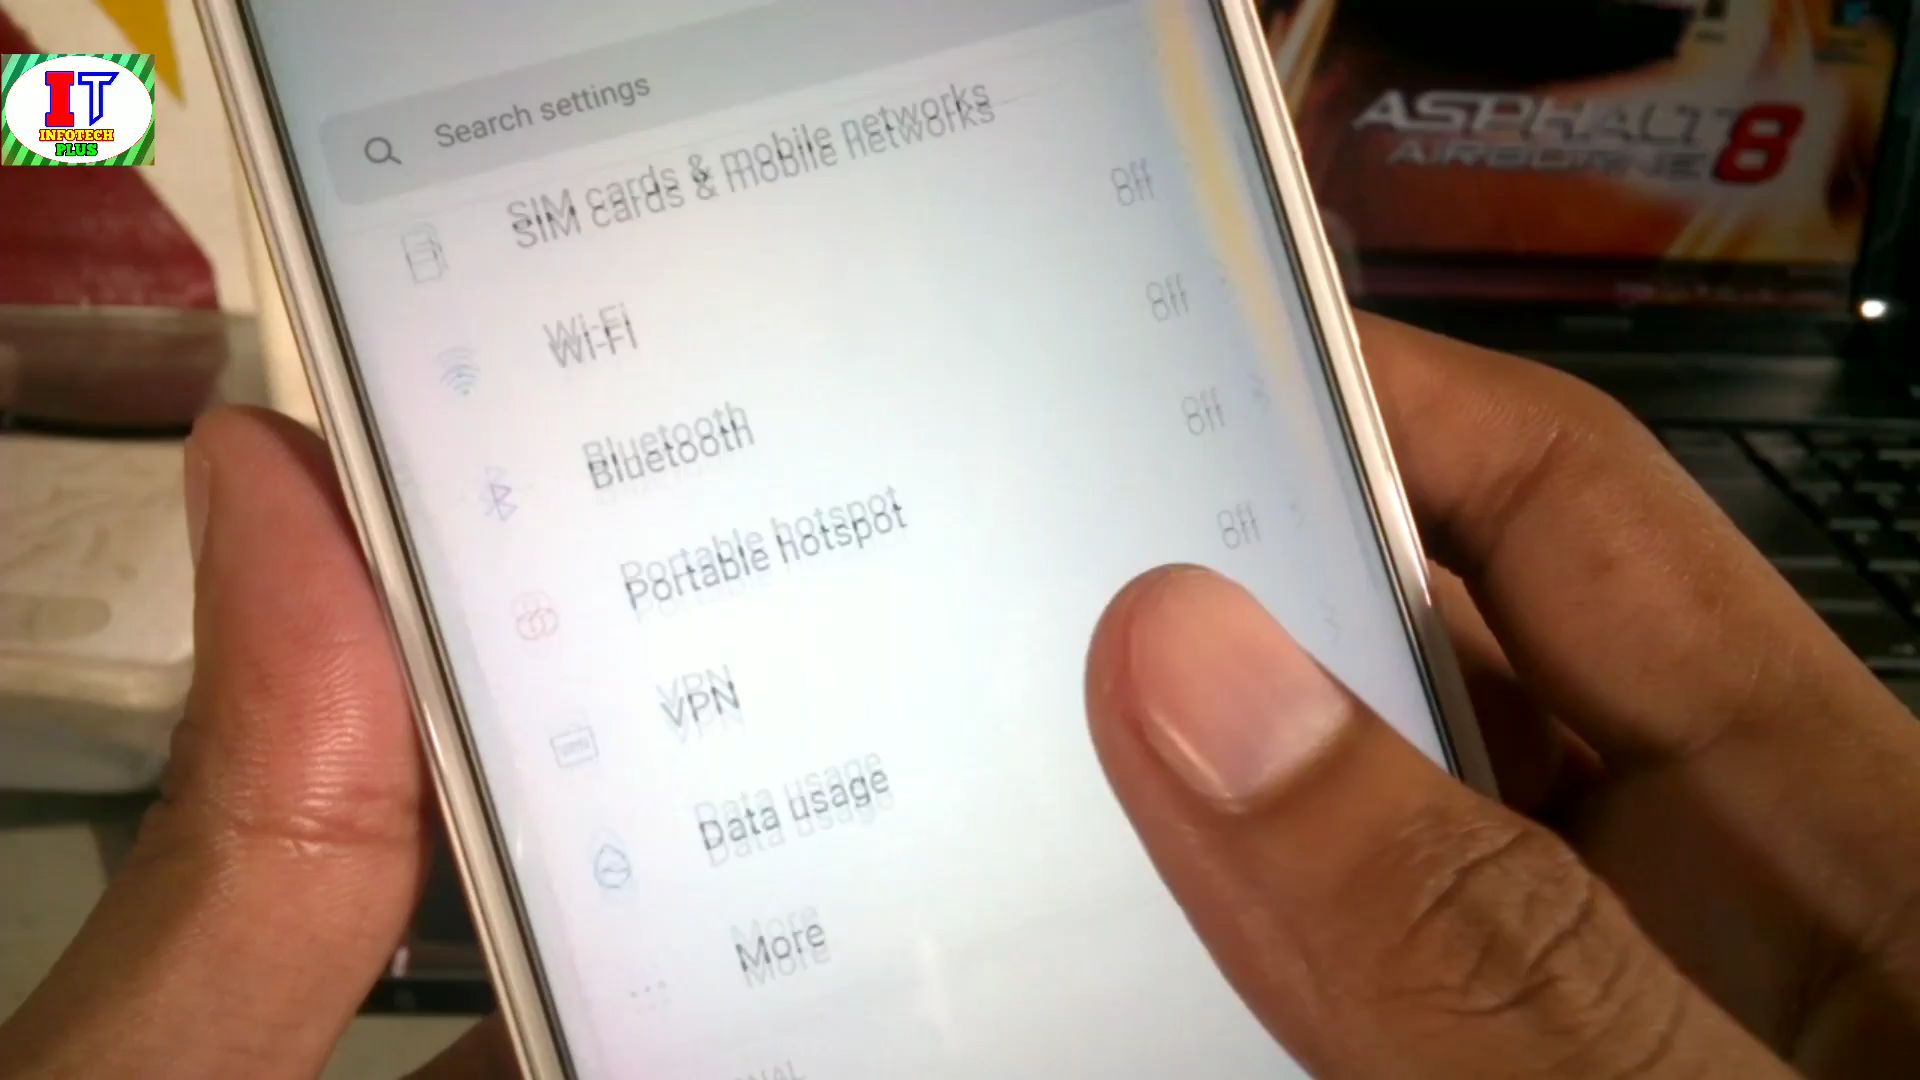 IT
INFOTECH
PLUS
ASPHALT 8
AIRBORNE
Search settings
SIM cards & mobile networks
Wi-Fi
Off
Bluetooth
Off
Portable hotspot
Off
VPN
Off
Data usage
More